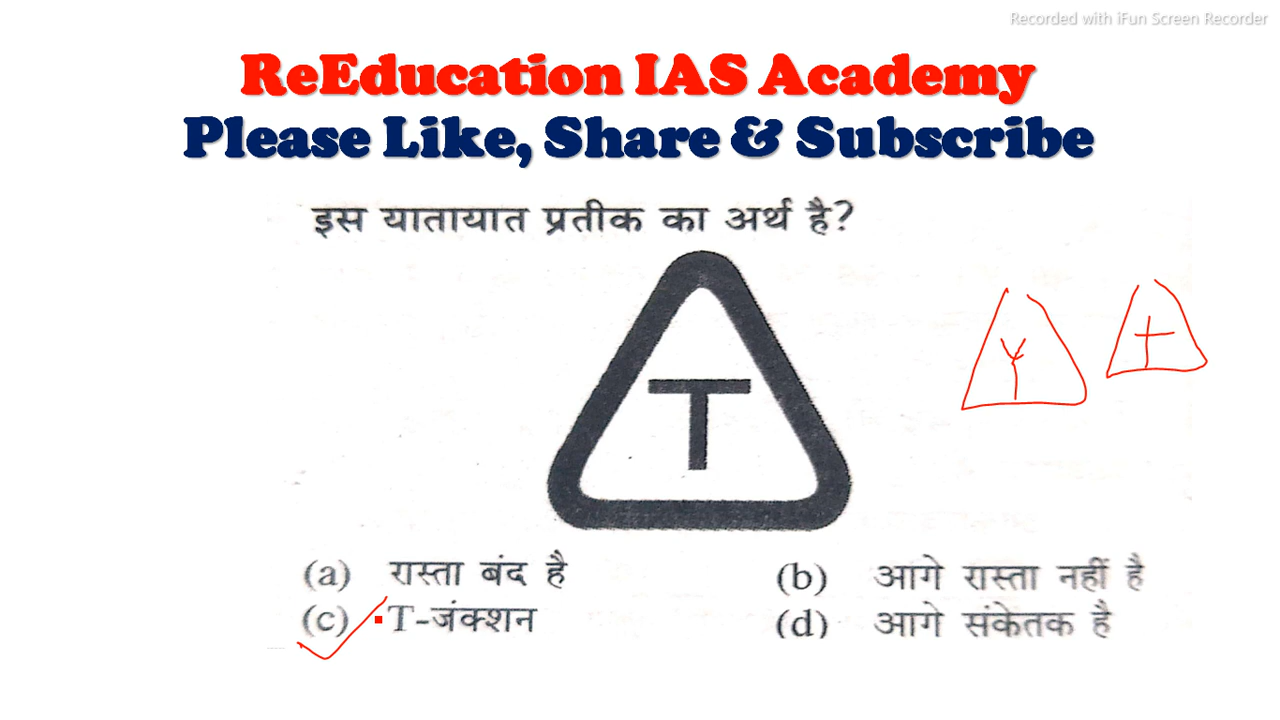 Recorded with iFun Screen Recorder
ReEducation IAS Academy
Please Like, Share & Subscribe
इस यातायात प्रतीक का अर्थ है?
T
Y
+
(a) रास्ता बंद है
(b) आगे रास्ता नहीं है
(c) T-जंक्शन
(d) आगे संकेतक है